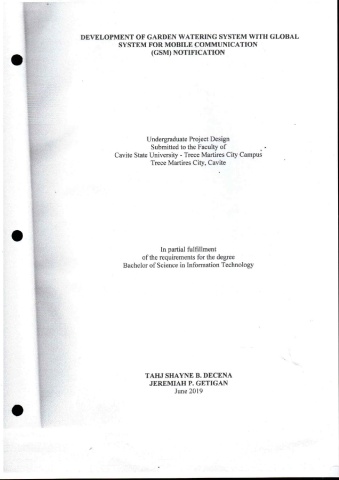 DEVELOPMENT OF GARDEN WATERING SYSTEM WITH GLOBAL
SYSTEM FOR MOBILE COMMUNICATION
(GSM) NOTIFICATION
Undergraduate Project Design
Submitted to the Faculty of
Cavite State University - Trece Martires City Campus
Trece Martires City, Cavite
In partial fulfillment
of the requirements for the degree
Bachelor of Science in Information Technology
TAHJ SHAYNE B. DECENA
JEREMIAH P. GETIGAN
June 2019